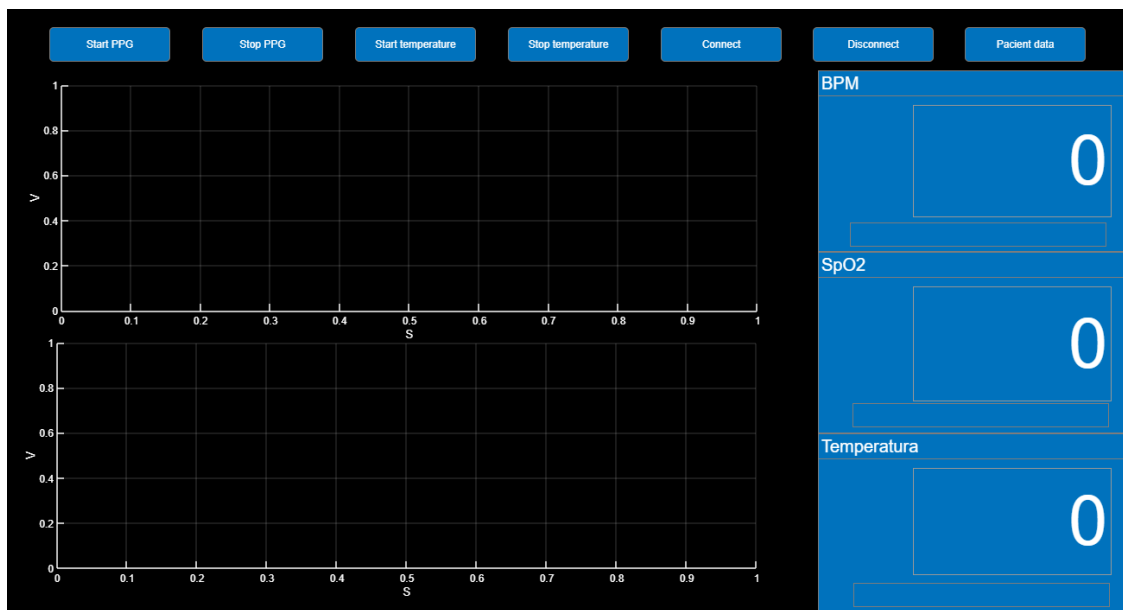 Start PPG
Stop PPG
Start temperature
Stop temperature
Connect
Disconnect
Pacient data
1
0.8
0.6
0.4
0.2
0
V
0 0.1 0.2 0.3 0.4 0.5 0.6 0.7 0.8 0.9 1
S
1
0.8
0.6
0.4
0.2
0
V
0 0.1 0.2 0.3 0.4 0.5 0.6 0.7 0.8 0.9 1
S
BPM
0
SpO2
0
Temperatura
0